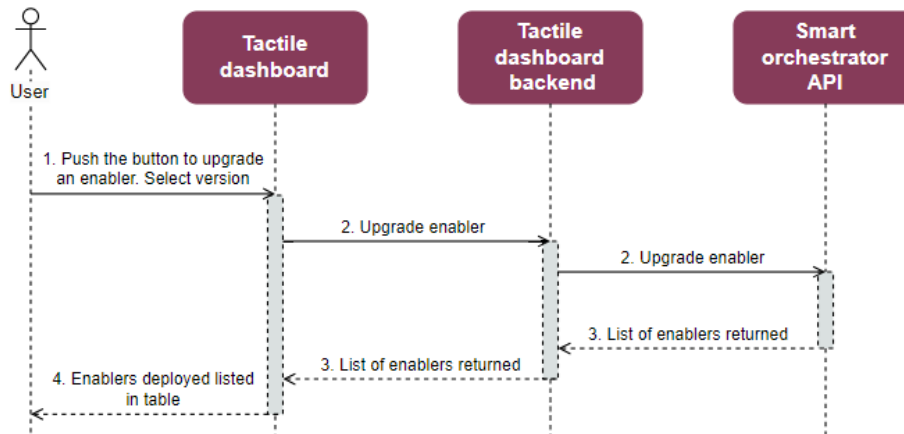 Tactile
dashboard
Tactile
dashboard
backend
Smart
orchestrator
API
User
1. Push the button to upgrade
an enabler. Select version
2. Upgrade enabler
2. Upgrade enabler
3. List of enablers returned
3. List of enablers returned
4. Enablers deployed listed
in table